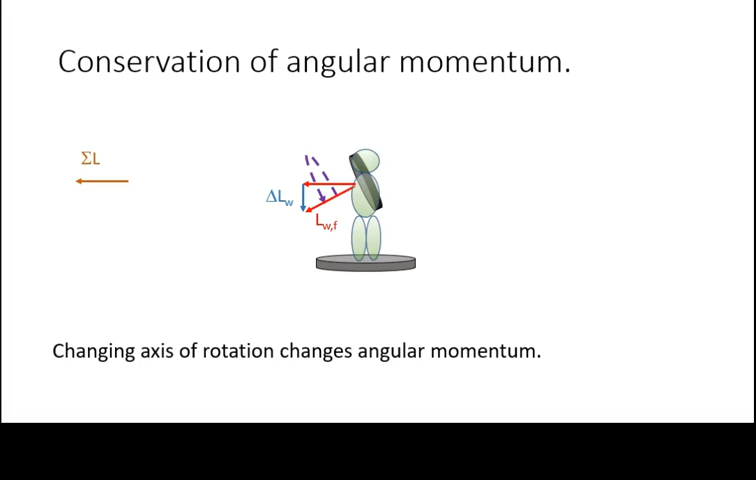 Conservation of angular momentum.
ΣL
ΔLw
Lw,f
Changing axis of rotation changes angular momentum.